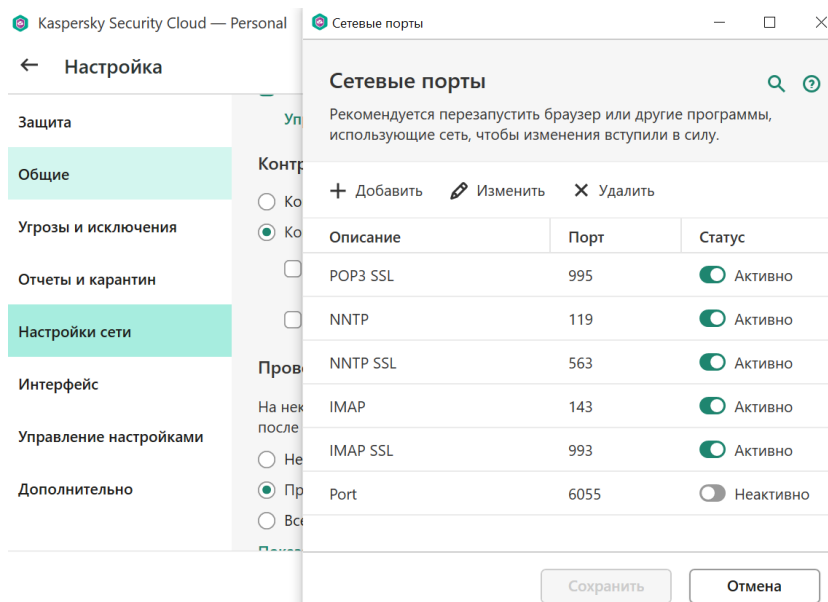 Kaspersky Security Cloud — Personal
Настройка
Защита
Общие
Угрозы и исключения
Отчеты и карантин
Настройки сети
Интерфейс
Управление настройками
Дополнительно
На нек
после
Сетевые порты
Сетевые порты
Рекомендуется перезапустить браузер или другие программы,
использующие сеть, чтобы изменения вступили в силу.
Добавить Изменить Удалить
Описание Порт Статус
POP3 SSL 995 Активно
NNTP 119 Активно
NNTP SSL 563 Активно
IMAP 143 Активно
IMAP SSL 993 Активно
Port 6055 Неактивно
Сохранить Отмена